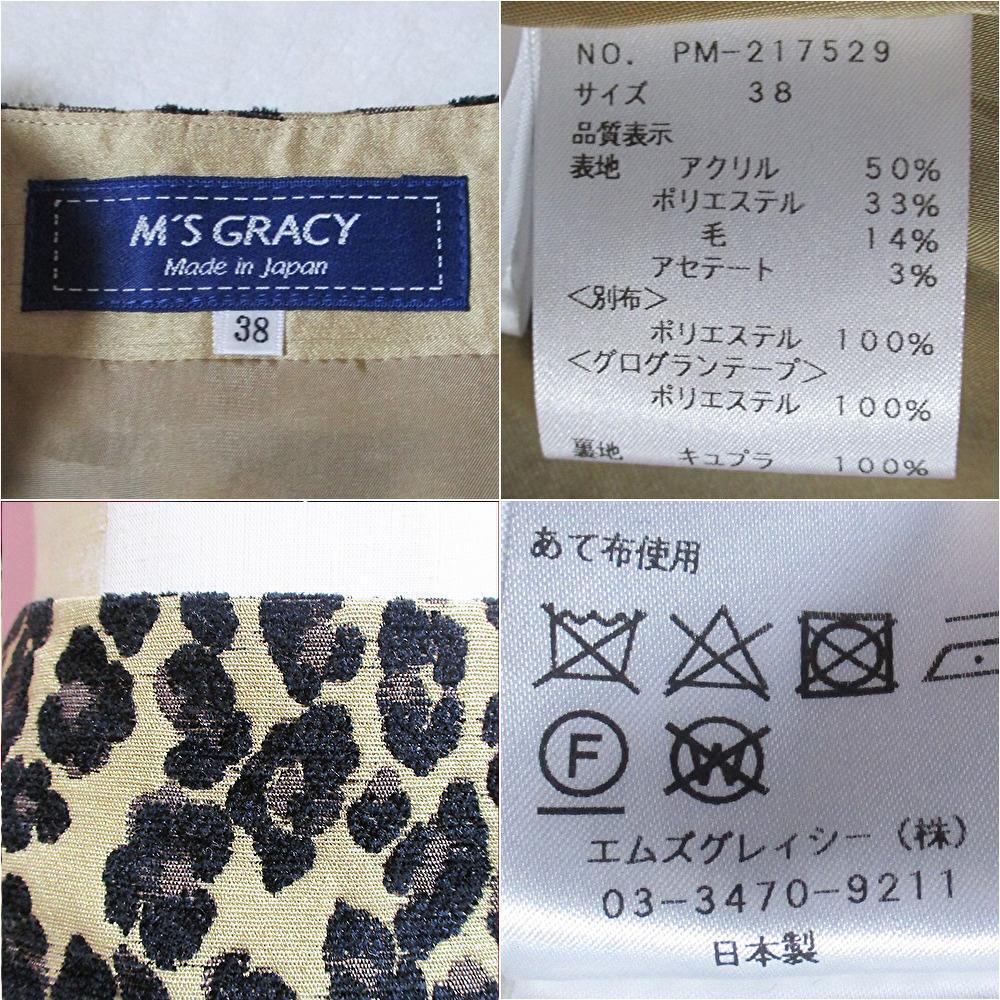 M'S GRACY
Made in Japan
38
NO. PM-217529
サイズ 38
品質表示
表地 アクリル 50%
ポリエステル 33%
毛 14%
アセテート 3%
<別布>
ポリエステル 100%
<グログランテープ>
ポリエステル 100%
裏地 キュプラ 100%
あて布使用
F W
エムズグレイシー (株)
03-3470-9211
日本製